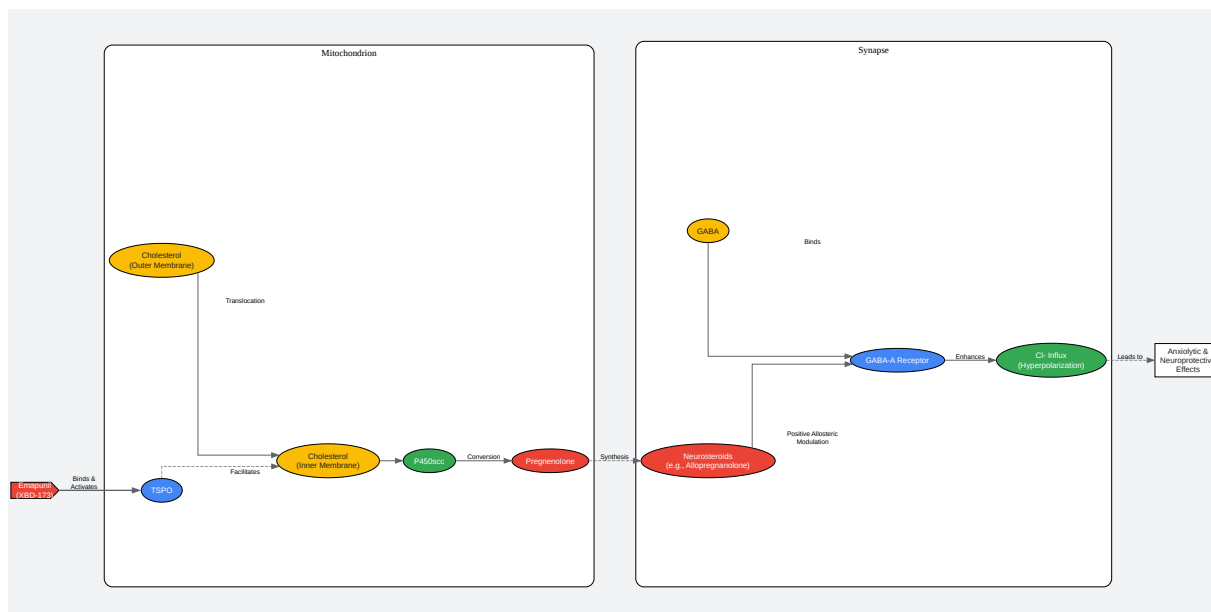 Mitochondrion
Synapse
GABA
Binds
Cholesterol
(Outer Membrane)
Translocation
GABA-A Receptor
Enhances
Cl- Influx
(Hyperpolarization)
Leads to
Anxiolytic &
Neuroprotectiv
Effects
Positive Allosteric
Modulation
Cholesterol
(Inner Membrane)
P450scc
Conversion
Pregnenolone
Synthesis
Neurosteroids
(e.g., Allopregnanolone)
Facilitates
Emapunil
(XBD-173)
Binds &
Activates
TSPO